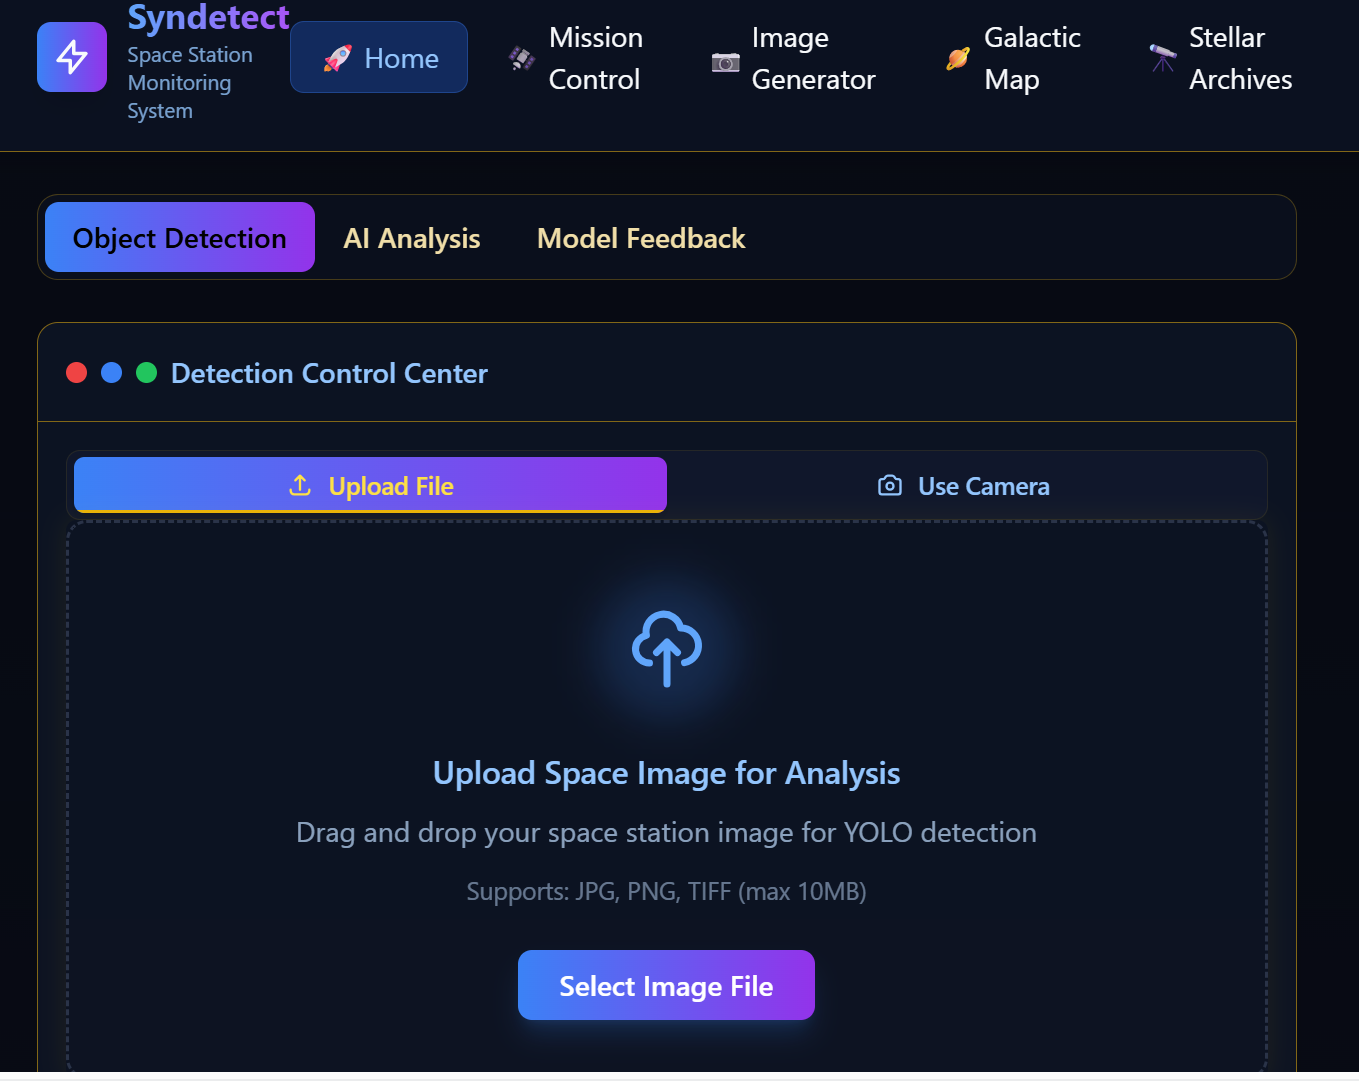 Syndetect
Space Station
Monitoring
System
Home
Mission
Control
Image
Generator
Galactic
Map
Stellar
Archives
Object Detection
AI Analysis
Model Feedback
Detection Control Center
Upload File
Use Camera
Upload Space Image for Analysis
Drag and drop your space station image for YOLO detection
Supports: JPG, PNG, TIFF (max 10MB)
Select Image File